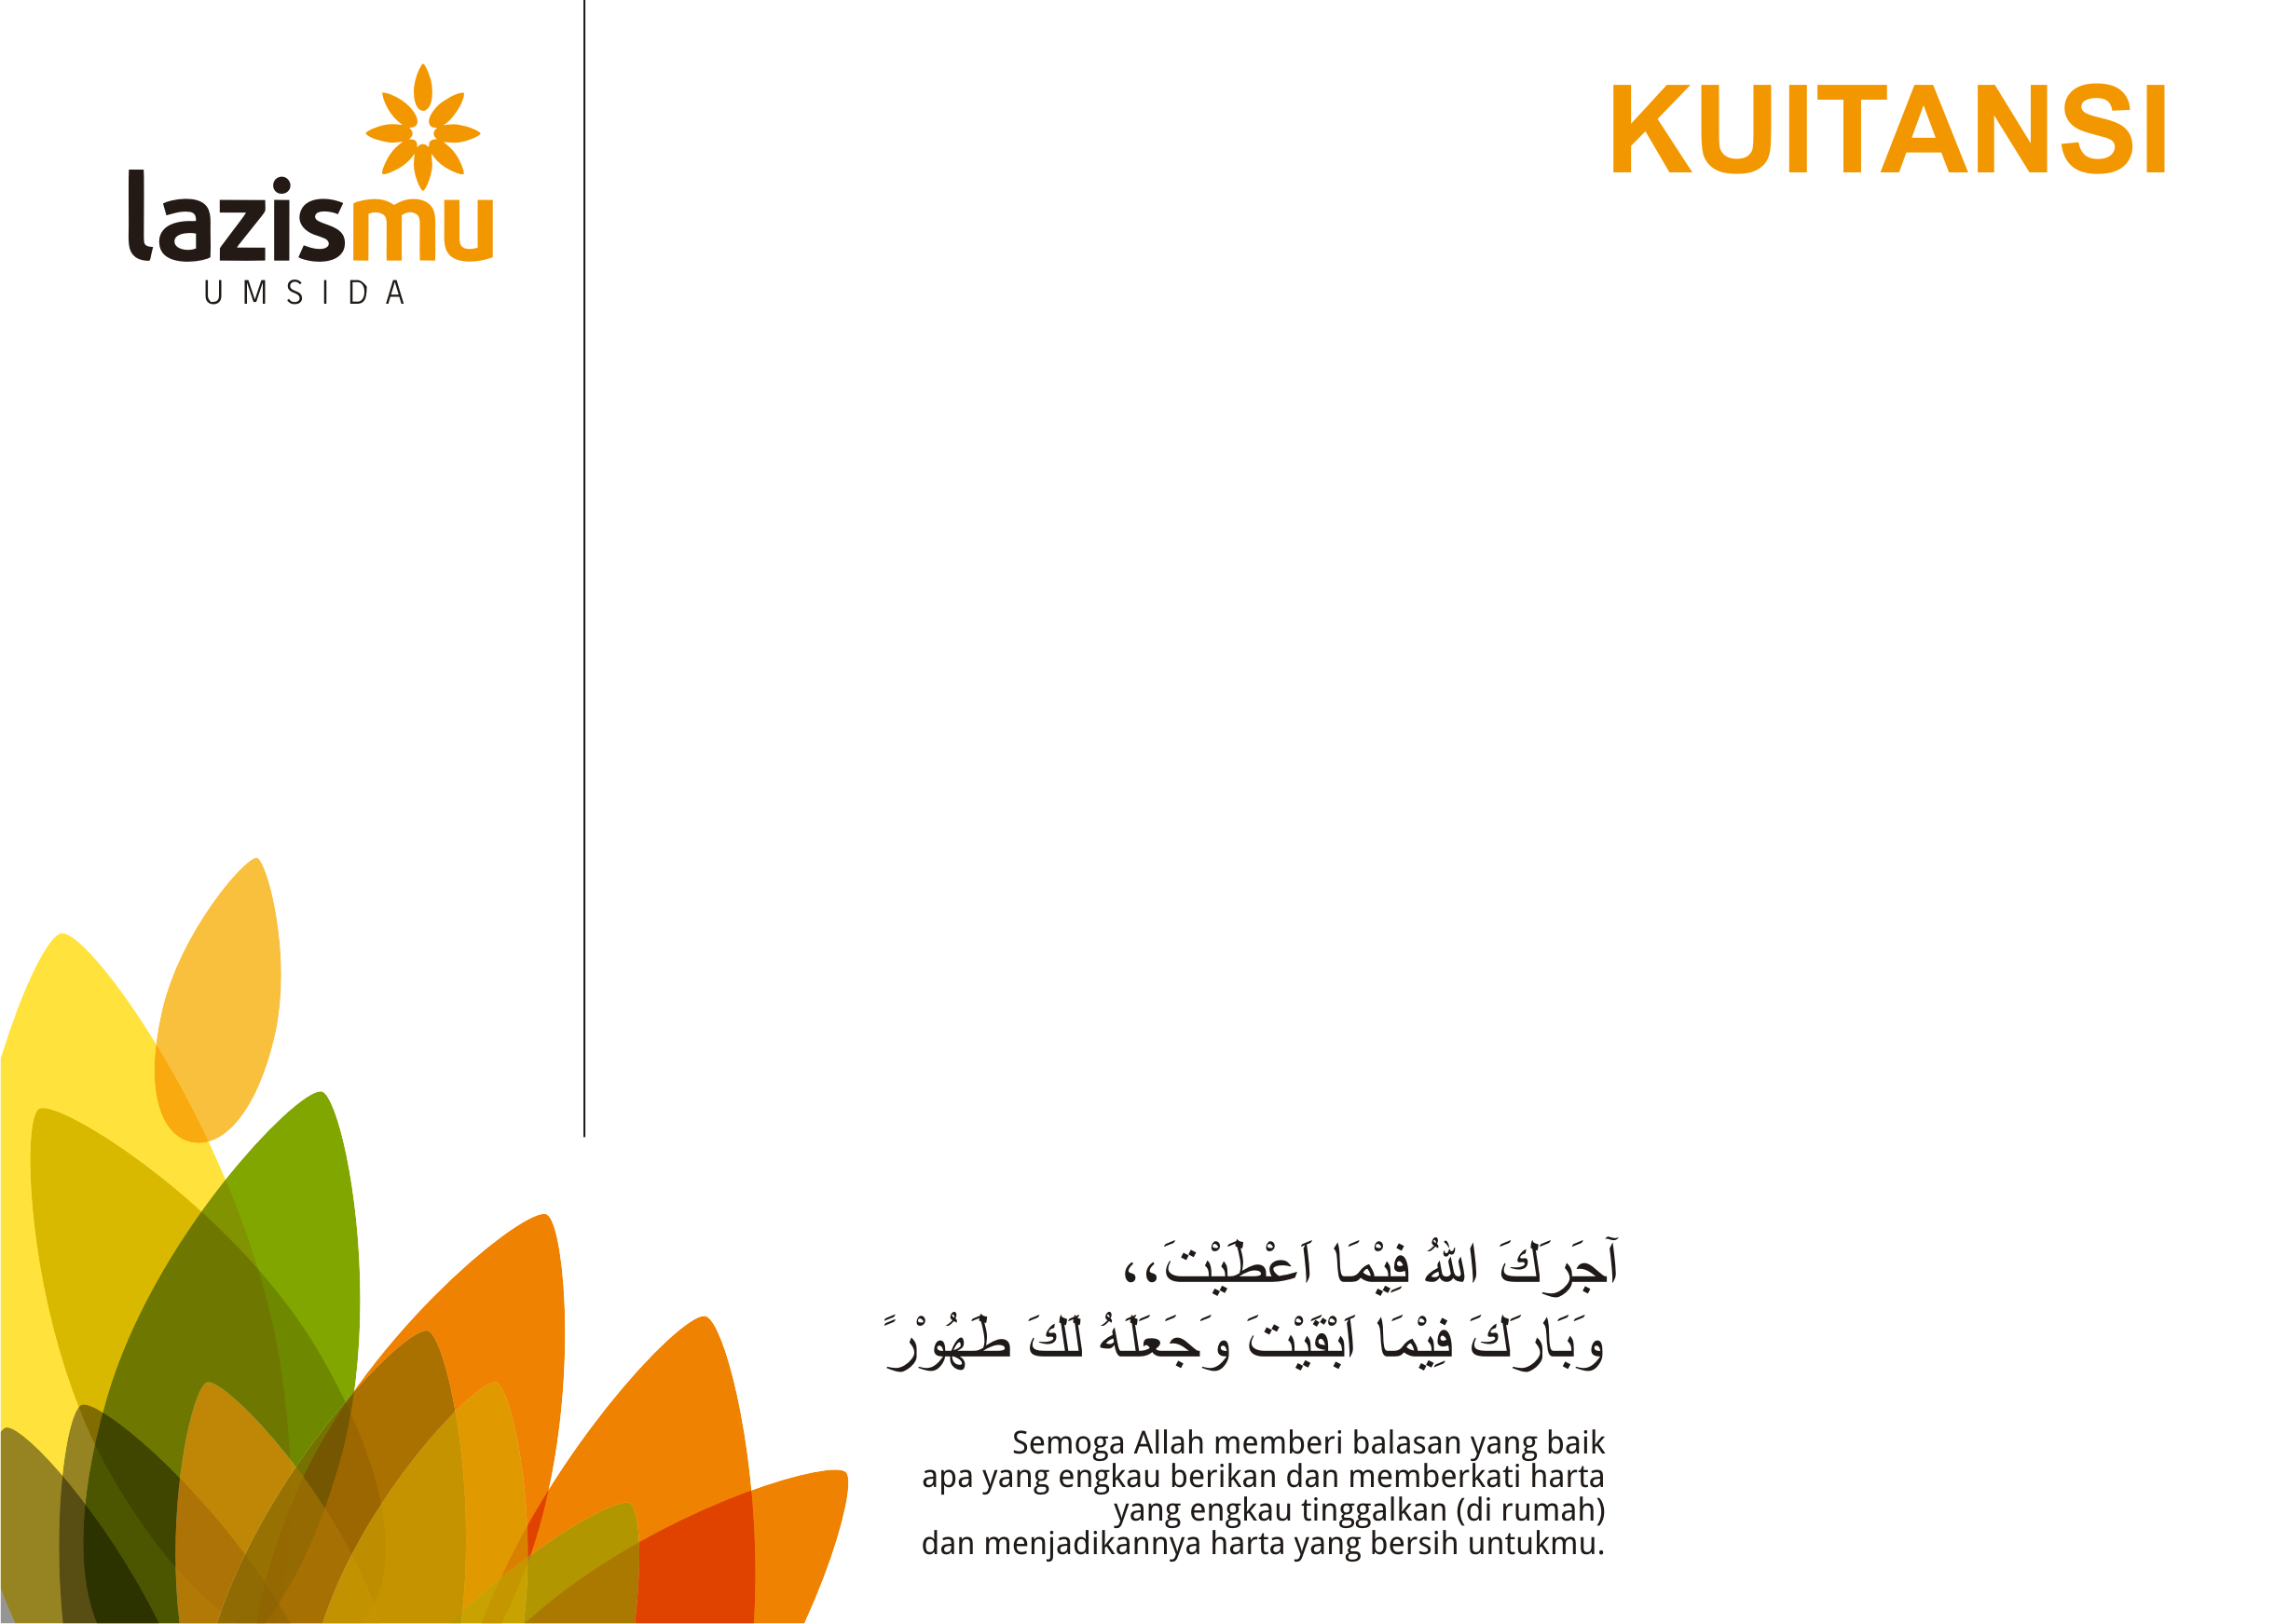 lazismu
UMSIDA
KUITANSI
آجَرَكَ اللهُ فِيْمَا اَعْطَيْتَ،،
وَبَارَكَ فِيْمَا اَبْقَيْتَ وَجَعَلَهُ لَكَ طَهُوْرً
Semoga Allah memberi balasan yang baik
apa yang engkau berikan dan memberkati harta
yang engkau tinggalkan (di rumah)
dan menjadikannya harta yang bersih untukmu.